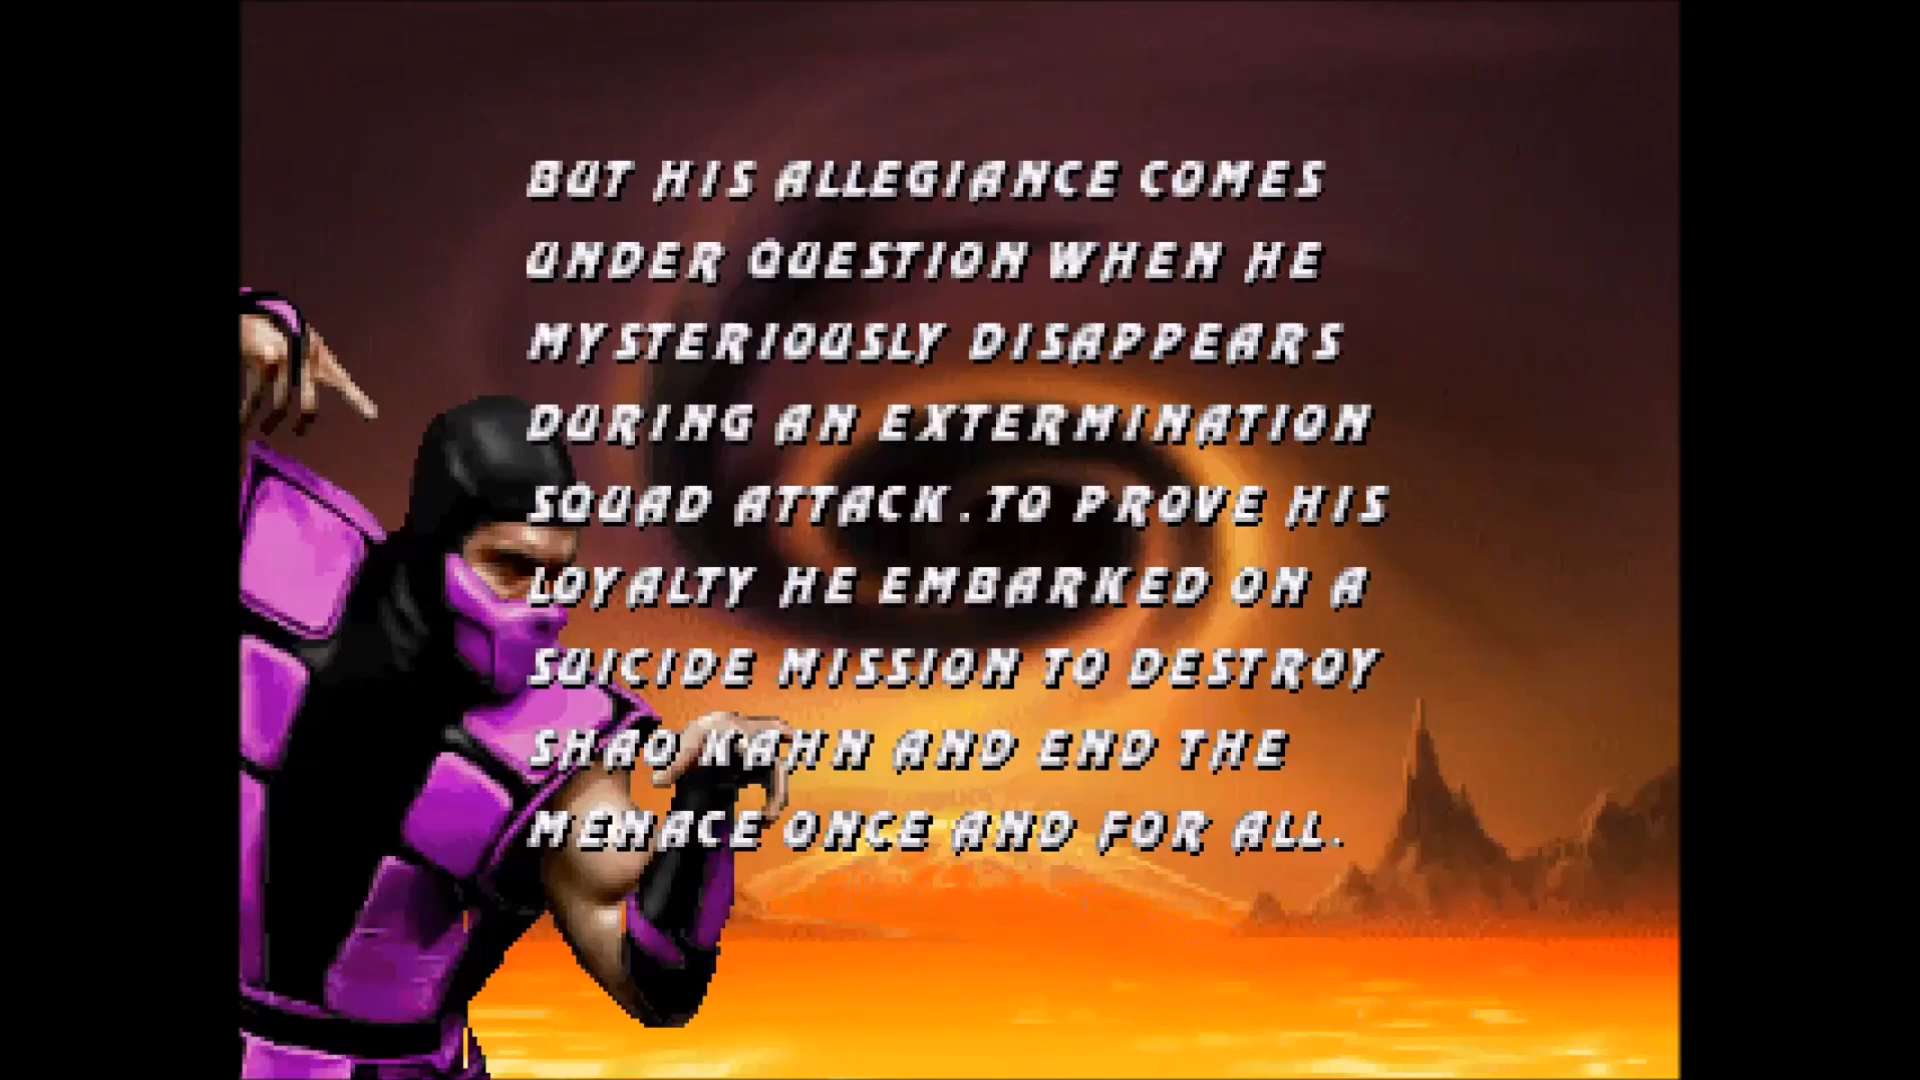 BUT HIS ALLEGIANCE COMES
UNDER QUESTION WHEN HE
MYSTERIOUSLY DISAPPEARS
DURING AN EXTERMINATION
SQUAD ATTACK.TO PROVE HIS
LOYALTY HE EMBARKED ON A
SUICIDE MISSION TO DESTROY
SHAO KAHN AND END THE
MENACE ONCE AND FOR ALL.